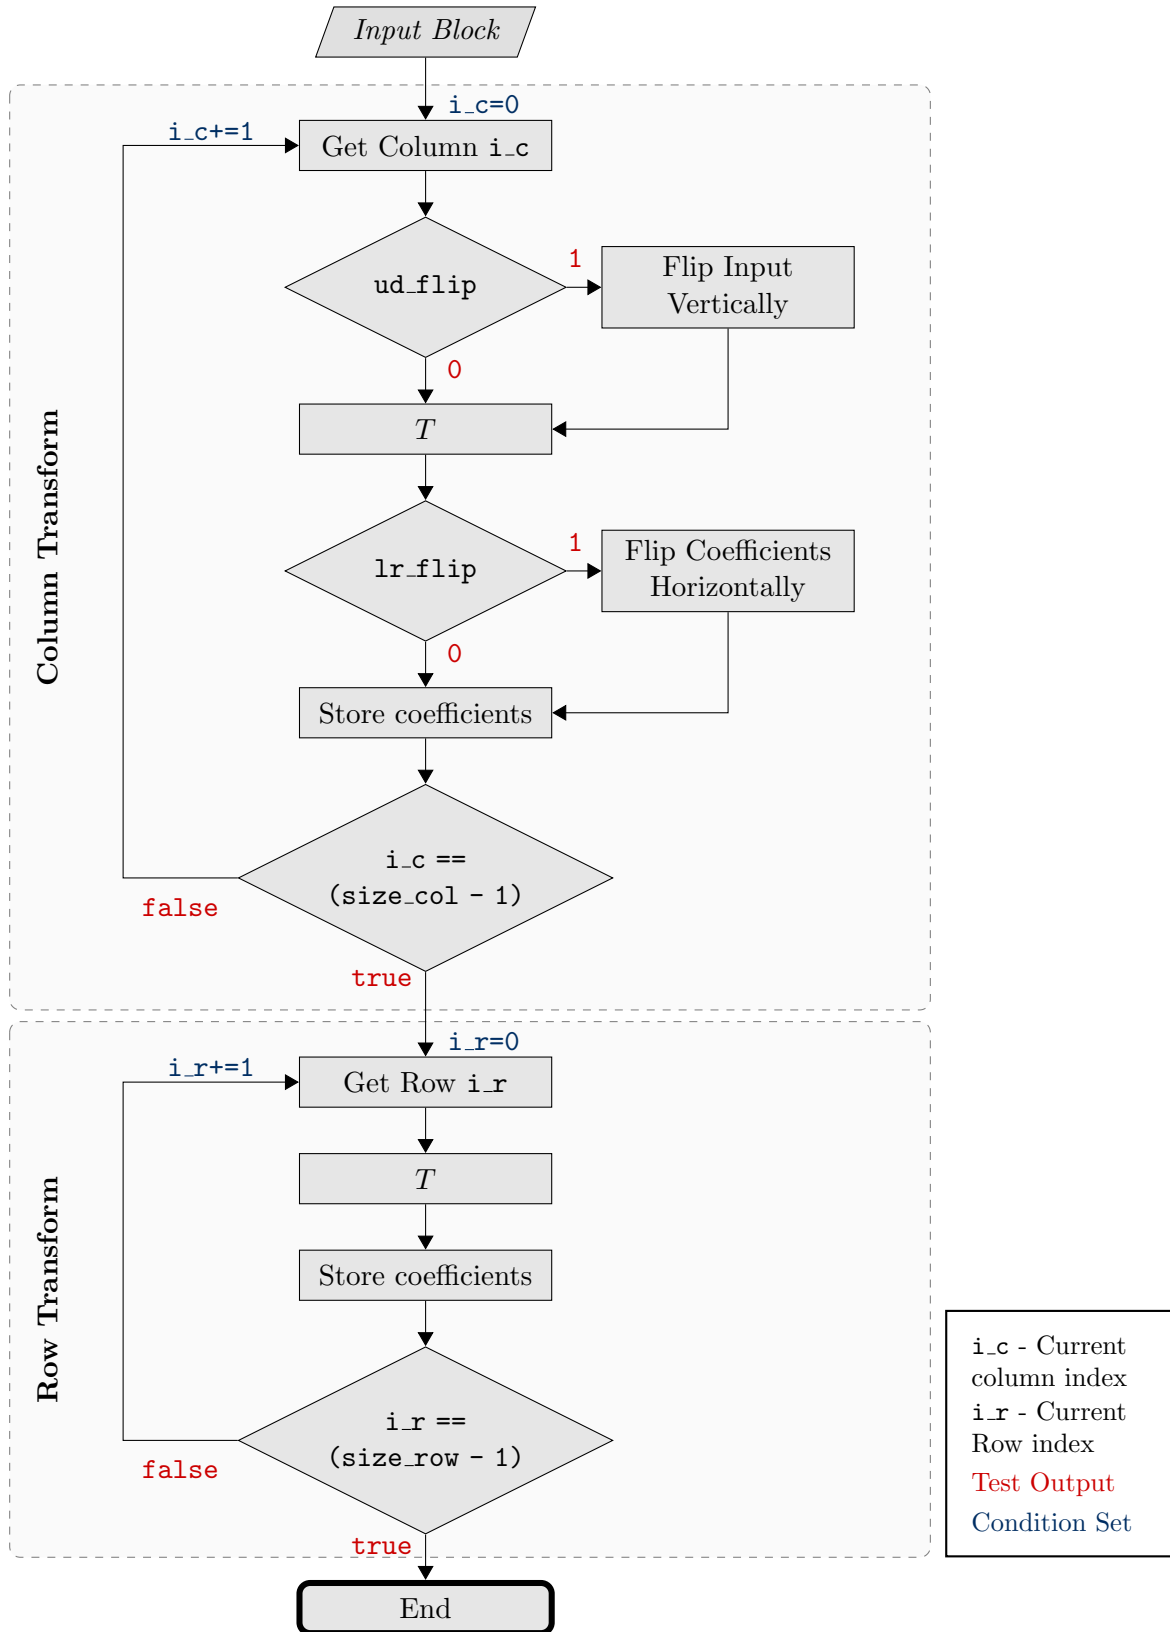 Input Block
i_c=0
i_c+=1
Get Column i_c
ud_flip
1
Flip Input
Vertically
0
T
Column Transform
lr_flip
1
Flip Coefficients
Horizontally
0
Store coefficients
i_c ==
(size_col - 1)
false
true
i_r=0
i_r+=1
Get Row i_r
T
Row Transform
Store coefficients
i_r ==
(size_row - 1)
false
true
End
i_c - Current
column index
i_r - Current
Row index
Test Output
Condition Set